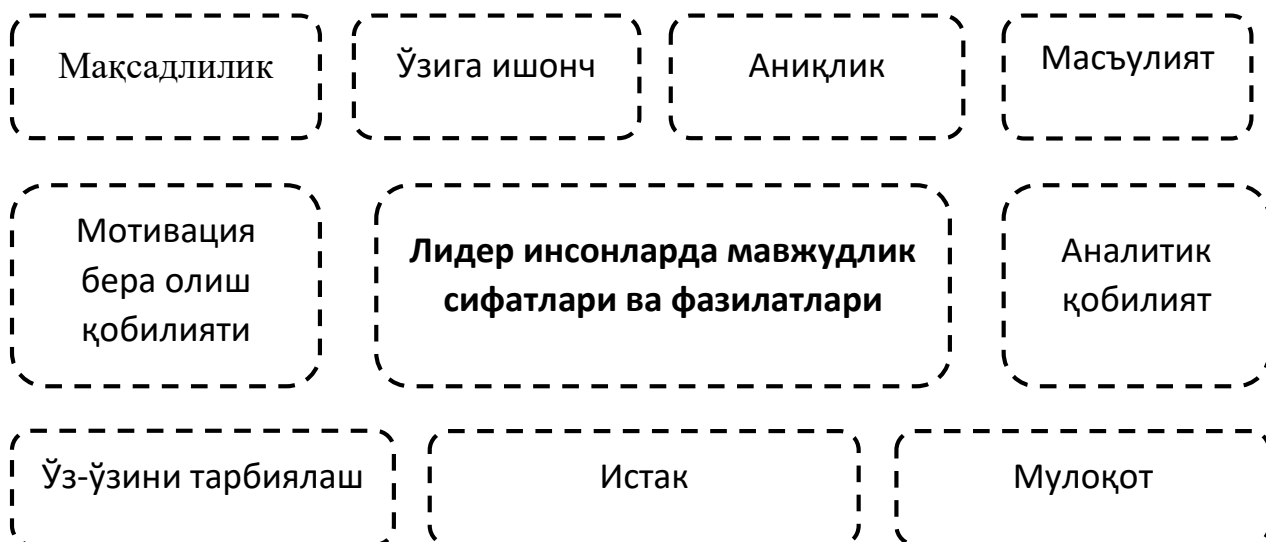 Мақсадлилик
Ўзига ишонч
Аниқлик
Масъулият
Мотивация
бера олиш
қобилияти
Лидер инсонларда мавжудлик
сифатлари ва фазилатлари
Аналитик
қобилият
Ўз-ўзини тарбиялаш
Истак
Мулоқот